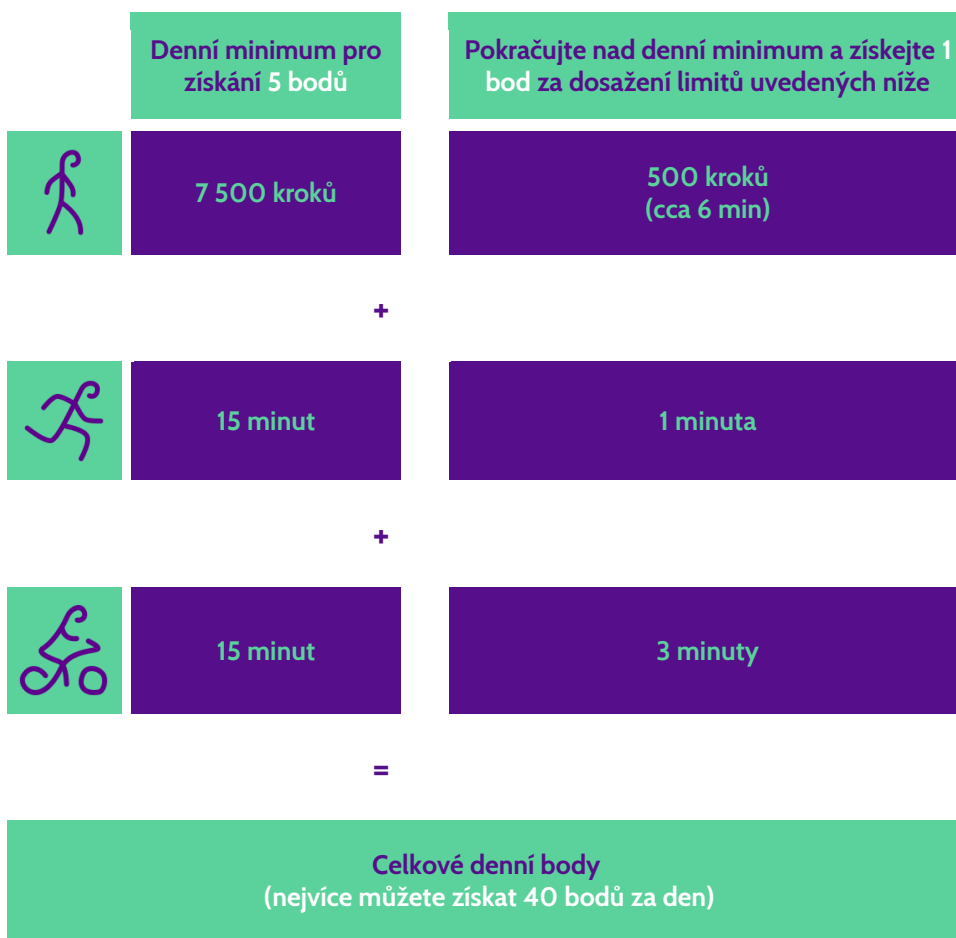 Denní minimum pro
získání 5 bodů
Pokračujte nad denní minimum a získejte 1
bod za dosažení limitů uvedených níže
7 500 kroků
500 kroků
(cca 6 min)
+
15 minut
1 minuta
+
15 minut
3 minuty
=
Celkové denní body
(nejvíce můžete získat 40 bodů za den)